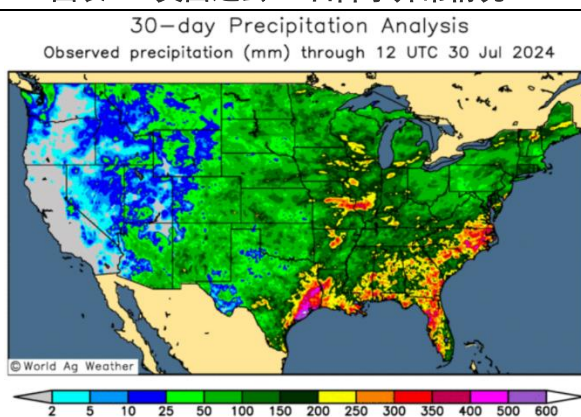 30-day Precipitation Analysis
Observed precipitation (mm) through 12 UTC 30 Jul 2024
©World Ag Weather
2 5 10 25 50 100 150 200 250 300 350 400 500 600